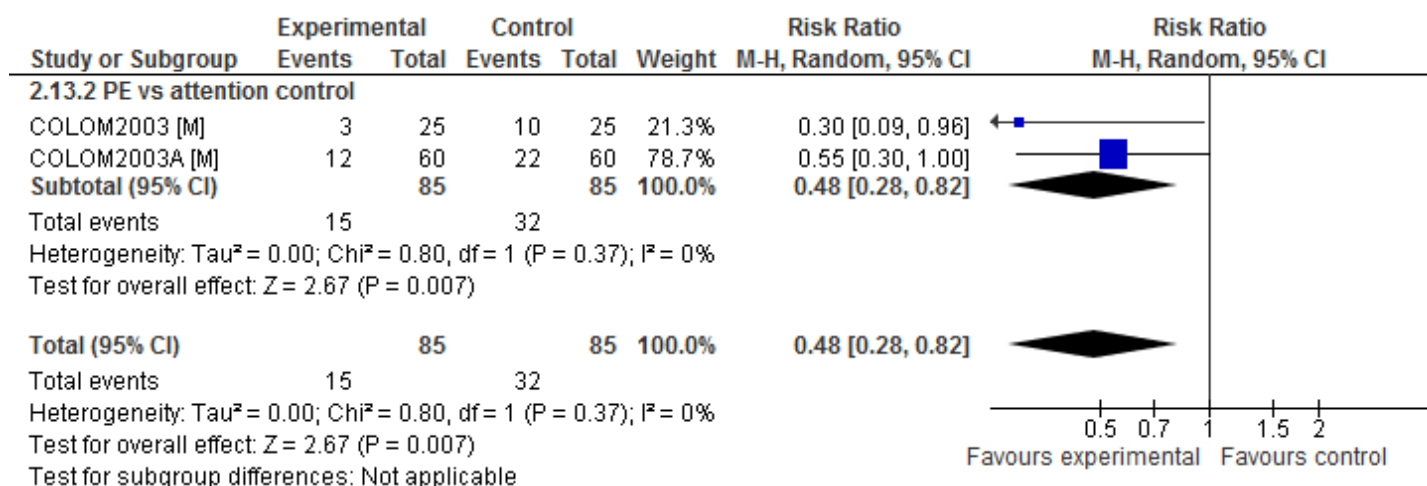 Experimental Control Risk Ratio Risk Ratio
Study or Subgroup Events Total Events Total Weight M-H, Random, 95% CI M-H, Random, 95% CI
2.13.2 PE vs attention control
COLOM2003 [M] 3 25 10 25 21.3% 0.30 [0.09, 0.96]
COLOM2003A [M] 12 60 22 60 78.7% 0.55 [0.30, 1.00]
Subtotal (95% CI) 85 85 100.0% 0.48 [0.28, 0.82]
Total events 15 32
Heterogeneity: Tau² = 0.00; Chi² = 0.80, df = 1 (P = 0.37); I² = 0%
Test for overall effect: Z = 2.67 (P = 0.007)
Total (95% CI) 85 85 100.0% 0.48 [0.28, 0.82]
Total events 15 32
Heterogeneity: Tau² = 0.00; Chi² = 0.80, df = 1 (P = 0.37); I² = 0%
0.5 0.7 1 1.5 2
Test for overall effect: Z = 2.67 (P = 0.007)
Favours experimental Favours control
Test for subgroup differences: Not applicable